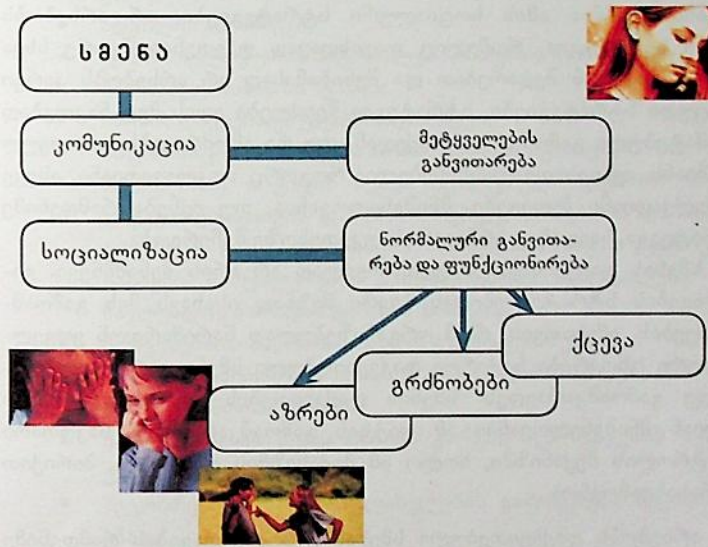 სმენა
კომუნიკაცია
მეტყველების
განვითარება
სოციალიზაცია
ნორმალური განვითა-
რება და ფუნქციონირება
ქცევა
გრძნობები
აზრები